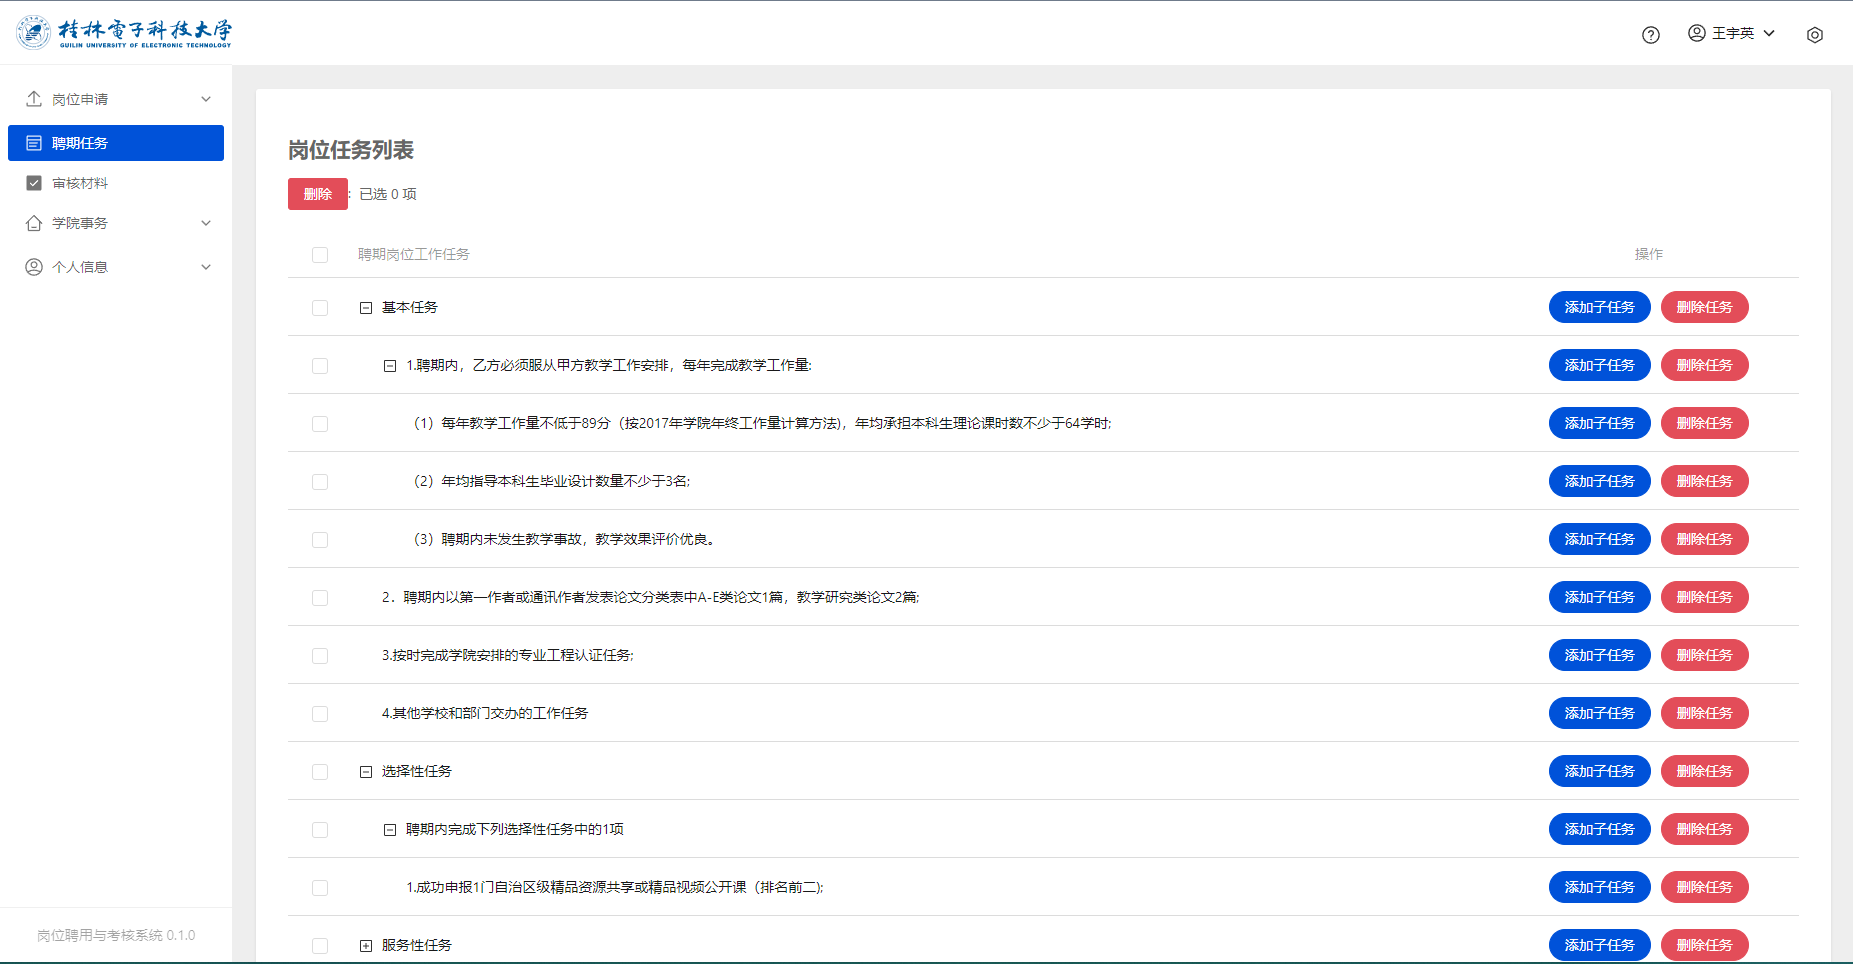 桂林電子科技大学
GUILIN UNIVERSITY OF ELECTRONIC TECHNOLOGY
王宇英
岗位申请
聘期任务
审核材料
学院事务
个人信息
岗位聘用与考核系统 0.1.0
岗位任务列表
删除 : 已选 0 项
聘期岗位工作任务 操作
基本任务 添加子任务 删除任务
1.聘期内，乙方必须服从甲方教学工作安排，每年完成教学工作量; 添加子任务 删除任务
（1）每年教学工作量不低于89分（按2017年学院年终工作量计算方法)，年均承担本科生理论课时数不少于64学时; 添加子任务 删除任务
（2）年均指导本科生毕业设计数量不少于3名; 添加子任务 删除任务
（3）聘期内未发生教学事故，教学效果评价优良。 添加子任务 删除任务
2．聘期内以第一作者或通讯作者发表论文分类表中A-E类论文1篇，教学研究类论文2篇; 添加子任务 删除任务
3.按时完成学院安排的专业工程认证任务; 添加子任务 删除任务
4.其他学校和部门交办的工作任务 添加子任务 删除任务
选择性任务 添加子任务 删除任务
聘期内完成下列选择性任务中的1项 添加子任务 删除任务
1.成功申报1门自治区级精品资源共享或精品视频公开课（排名前二); 添加子任务 删除任务
服务性任务 添加子任务 删除任务